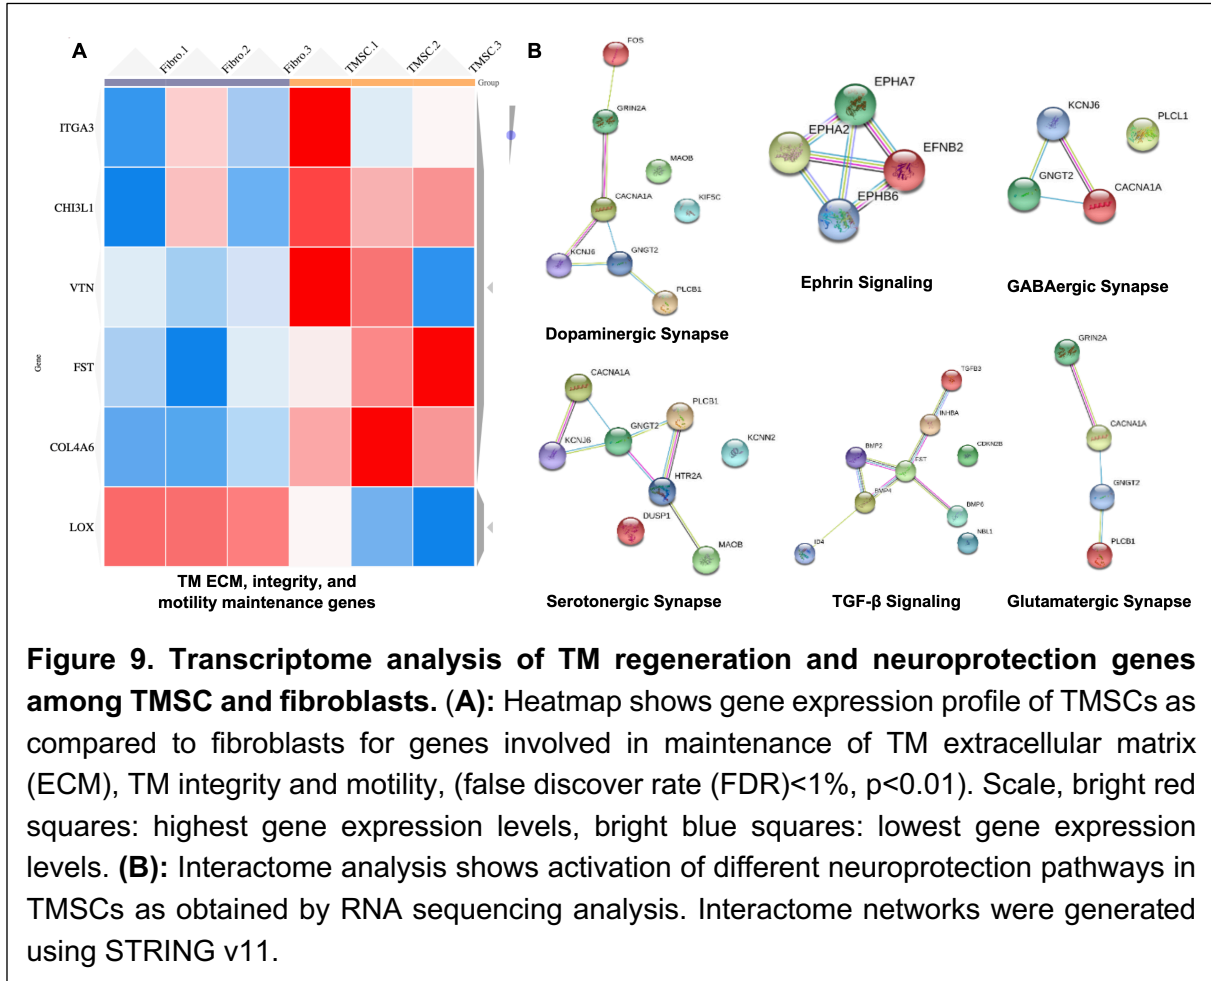 A
Fibro.1
Fibro.2
Fibro.3
TMSC.1
TMSC.2
TMSC.3
Group
Gene
ITGA3
CHI3L1
VTN
FST
COL4A6
LOX
TM ECM, integrity, and
motility maintenance genes
B
FOS
GRIN2A
MAOB
CACNA1A
KIF5C
KCNJ6
GNGT2
PLCB1
Dopaminergic Synapse
EPHA7
EPHA2
EFNB2
EPHB6
Ephrin Signaling
KCNJ6
PLCL1
GNGT2
CACNA1A
GABAergic Synapse
CACNA1A
PLCB1
KCNJ6
GNGT2
KCNN2
HTR2A
DUSP1
MAOB
Serotonergic Synapse
TGFB3
INHBA
BMP2
FST
CDKN2B
BMP4
BMP6
NBL1
ID4
TGF-β Signaling
GRIN2A
CACNA1A
GNGT2
PLCB1
Glutamatergic Synapse
Figure 9. Transcriptome analysis of TM regeneration and neuroprotection genes
among TMSC and fibroblasts. (A): Heatmap shows gene expression profile of TMSCs as
compared to fibroblasts for genes involved in maintenance of TM extracellular matrix
(ECM), TM integrity and motility, (false discover rate (FDR)<1%, p<0.01). Scale, bright red
squares: highest gene expression levels, bright blue squares: lowest gene expression
levels. (B): Interactome analysis shows activation of different neuroprotection pathways in
TMSCs as obtained by RNA sequencing analysis. Interactome networks were generated
using STRING v11.